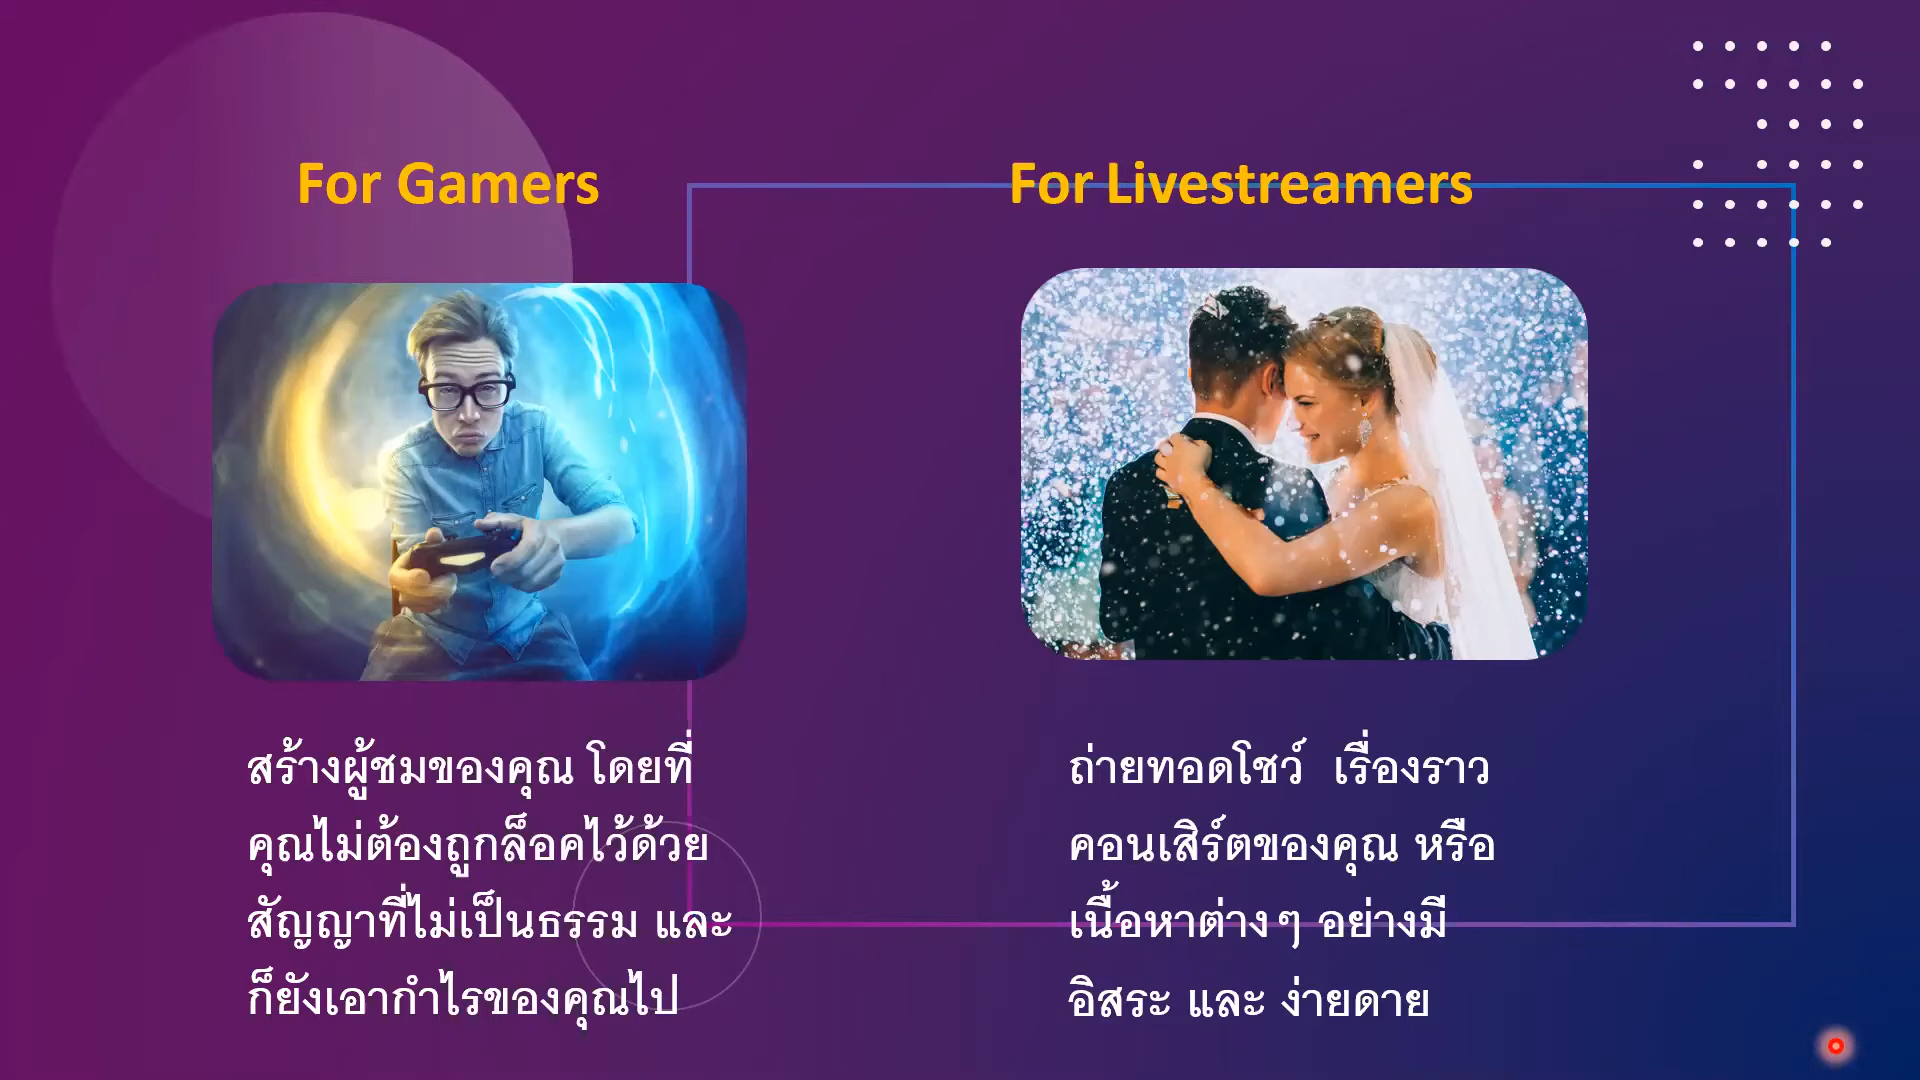 For Gamers
สร้างผู้ชมของคุณ โดยที่
คุณไม่ต้องถูกล็อคไว้ด้วย
สัญญาที่ไม่เป็นธรรม และ
ก็ยังเอากำไรของคุณไป
For Livestreamers
ถ่ายทอดโชว์ เรื่องราว
คอนเสิร์ตของคุณ หรือ
เนื้อหาต่างๆ อย่างมี
อิสระ และ ง่ายดาย